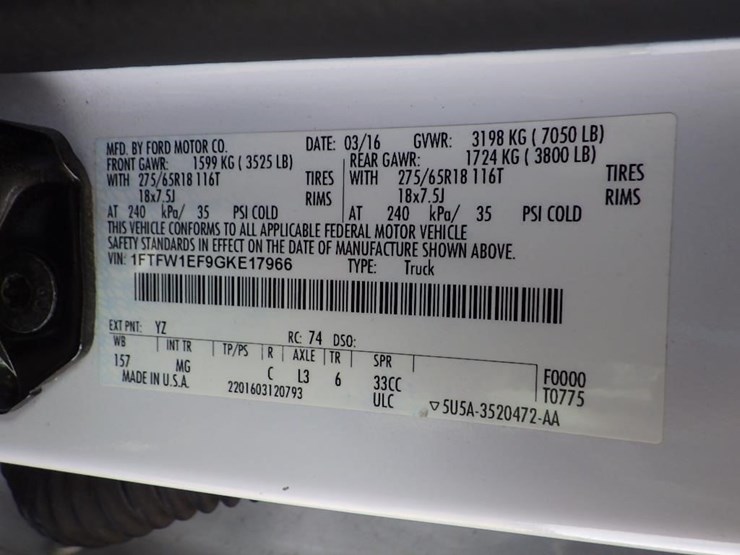 MFD. BY FORD MOTOR CO. DATE: 03/16 GVWR: 3198 KG ( 7050 LB)
FRONT GAWR: 1599 KG ( 3525 LB) REAR GAWR: 1724 KG ( 3800 LB)
WITH 275/65R18 116T TIRES WITH 275/65R18 116T TIRES
18x7.5J RIMS 18x7.5J RIMS
AT 240 kPa/ 35 PSI COLD AT 240 kPa/ 35 PSI COLD
THIS VEHICLE CONFORMS TO ALL APPLICABLE FEDERAL MOTOR VEHICLE
SAFETY STANDARDS IN EFFECT ON THE DATE OF MANUFACTURE SHOWN ABOVE.
VIN: 1FTFW1EF9GKE17966 TYPE: Truck
EXT PNT: YZ RC: 74 DSO:
WB INT TR TP/PS R AXLE TR SPR
157 MG C L3 6 33CC F0000
MADE IN U.S.A. 2201603120793 ULC T0775
▽5U5A-3520472-AA